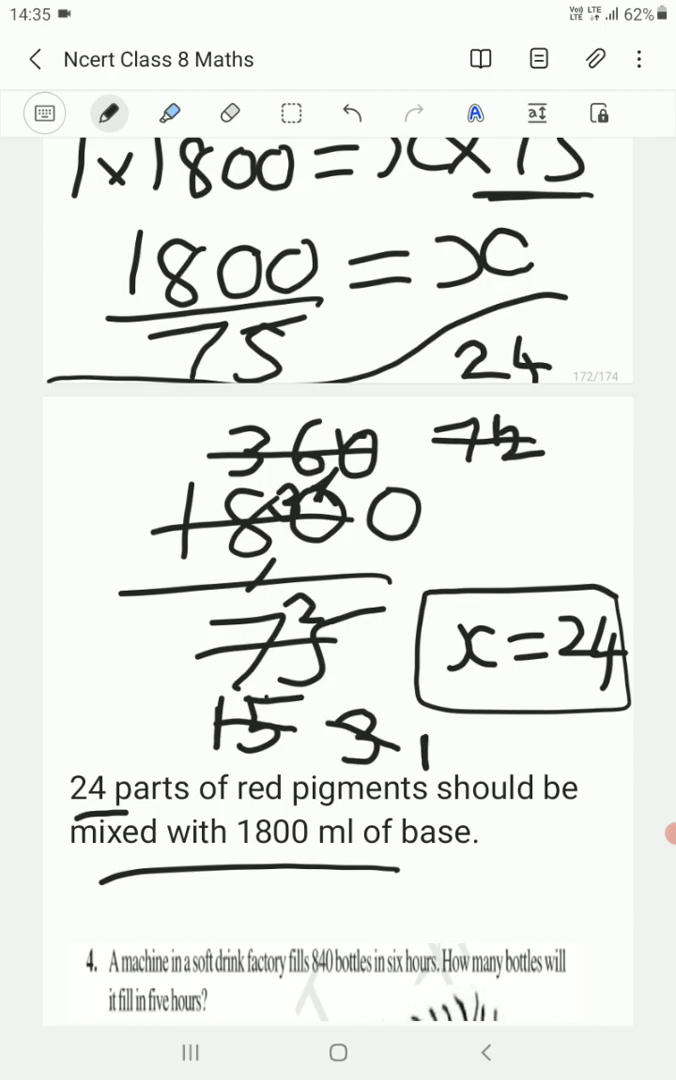 14:35 VoD LTE LTE 62%
Ncert Class 8 Maths
1 x 1800 = x x 75
1800 = x
75
24
172/174
360 72
1800
75
x = 24
15 3 1
24 parts of red pigments should be
mixed with 1800 ml of base.
4. A machine in a soft drink factory fills 840 bottles in six hours. How many bottles will
it fill in five hours?